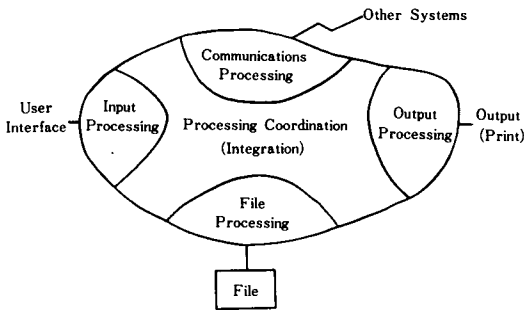 Other Systems
Communications
Processing
User
Interface
Input
Processing
Processing Coordination
(Integration)
Output
Processing
Output
(Print)
File
Processing
File